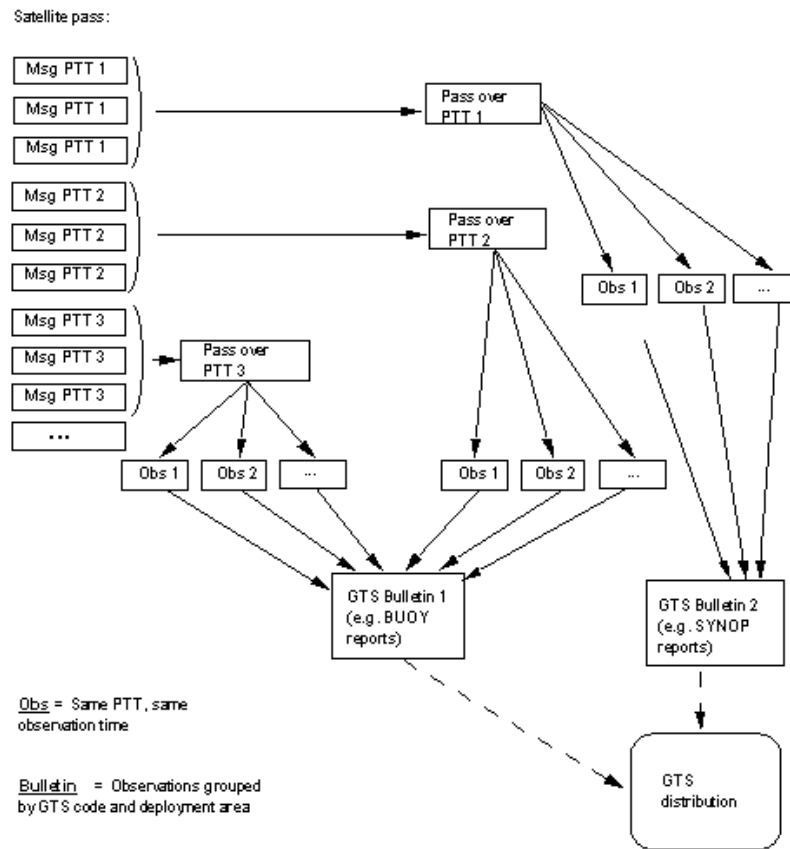 Satellite pass:
Msg PTT 1
Msg PTT 1
Msg PTT 1
Pass over
PTT 1
Msg PTT 2
Msg PTT 2
Msg PTT 2
Pass over
PTT 2
Obs 1
Obs 2
...
Msg PTT 3
Msg PTT 3
Msg PTT 3
...
Pass over
PTT 3
Obs 1
Obs 2
...
Obs 1
Obs 2
...
GTS Bulletin 1
(e.g. BUOY
reports)
GTS Bulletin 2
(e.g. SYNOP
reports)
Obs = Same PTT, same
observation time
Bulletin = Observations grouped
by GTS code and deployment area
GTS
distribution